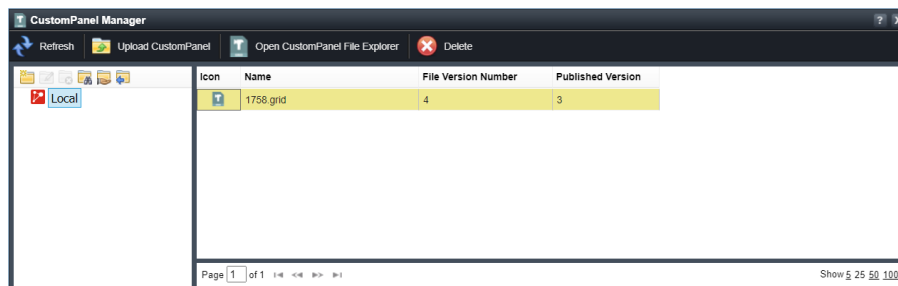 CustomPanel Manager ? X
Refresh Upload CustomPanel Open CustomPanel File Explorer Delete
Icon Name File Version Number Published Version
Local
1758.grid 4 3
Page 1 of 1 Show 5 25 50 100